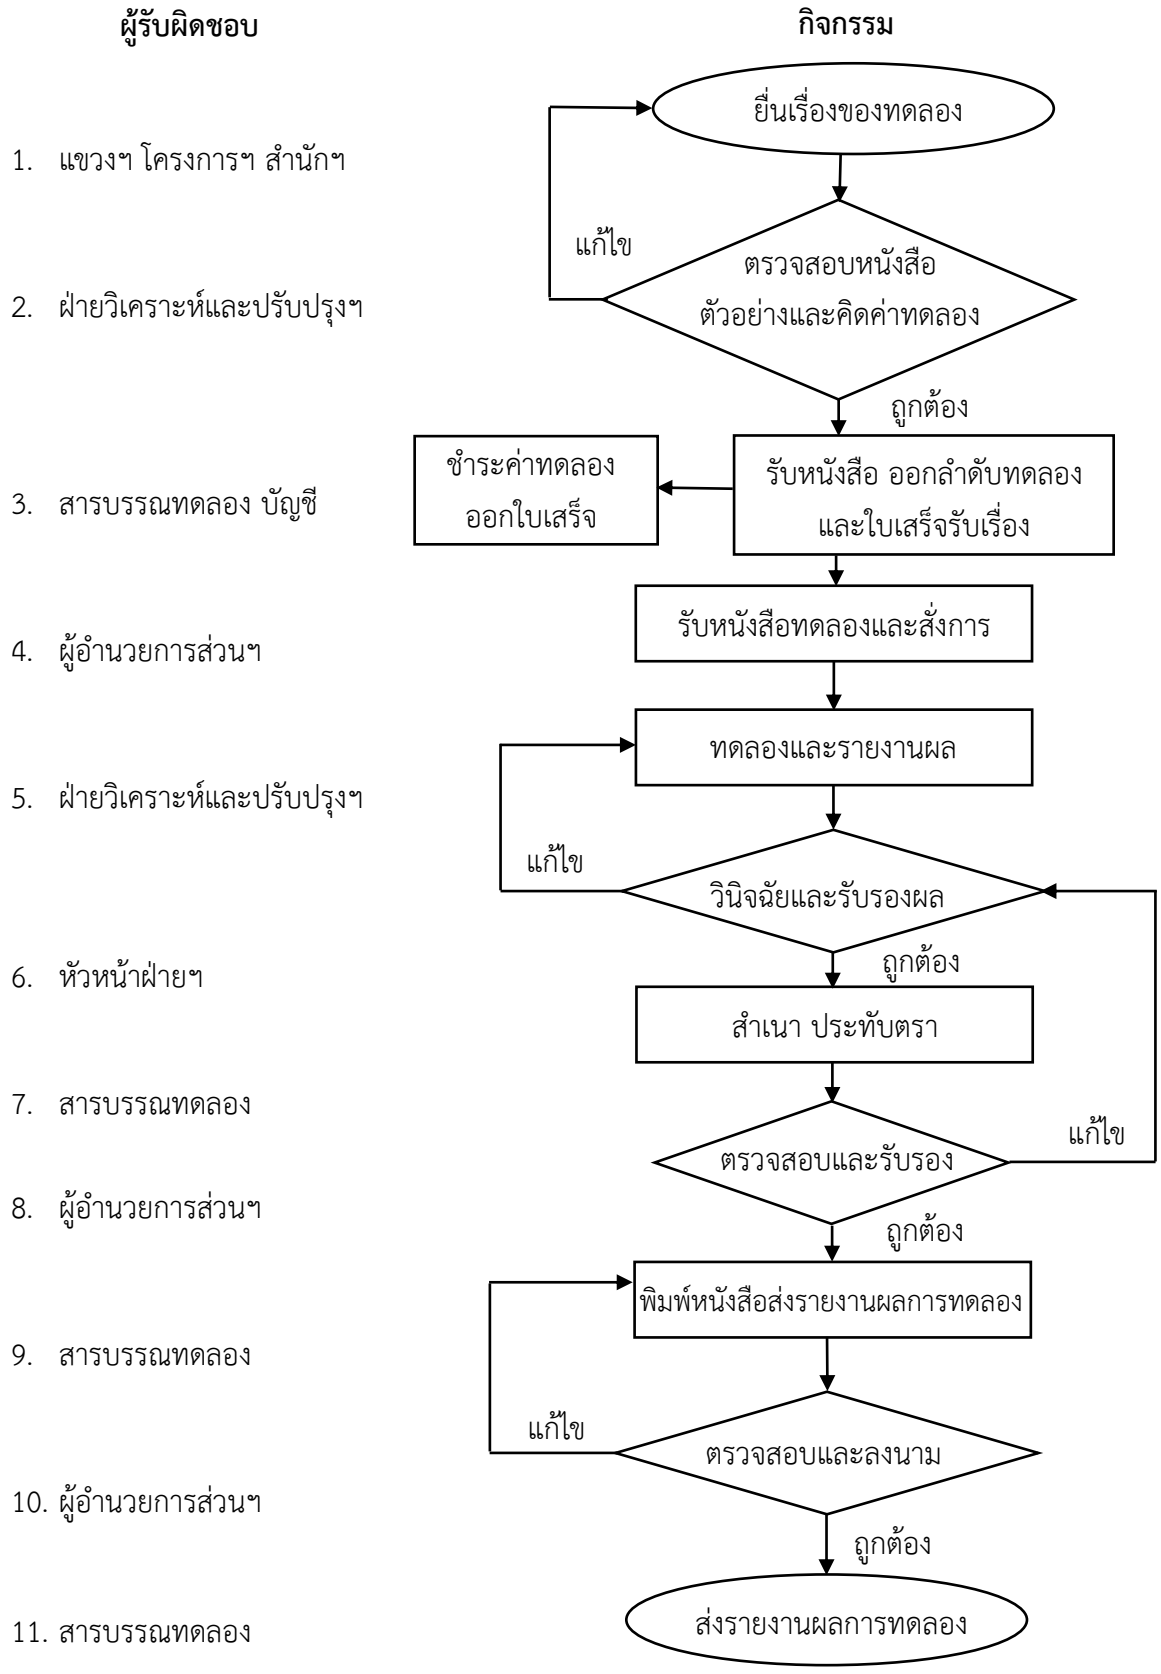 ผู้รับผิดชอบ
กิจกรรม
ยื่นเรื่องของทดลอง
1. แขวงฯ โครงการฯ สำนักฯ
แก้ไข
ตรวจสอบหนังสือ
ตัวอย่างและคิดค่าทดลอง
2. ฝ่ายวิเคราะห์และปรับปรุงฯ
ถูกต้อง
3. สารบรรณทดลอง บัญชี
ชำระค่าทดลอง
ออกใบเสร็จ
รับหนังสือ ออกลำดับทดลอง
และใบเสร็จรับเรื่อง
4. ผู้อำนวยการส่วนฯ
รับหนังสือทดลองและสั่งการ
ทดลองและรายงานผล
5. ฝ่ายวิเคราะห์และปรับปรุงฯ
แก้ไข
วินิจฉัยและรับรองผล
ถูกต้อง
6. หัวหน้าฝ่ายฯ
สำเนา ประทับตรา
7. สารบรรณทดลอง
แก้ไข
ตรวจสอบและรับรอง
8. ผู้อำนวยการส่วนฯ
ถูกต้อง
พิมพ์หนังสือส่งรายงานผลการทดลอง
9. สารบรรณทดลอง
แก้ไข
ตรวจสอบและลงนาม
10. ผู้อำนวยการส่วนฯ
ถูกต้อง
ส่งรายงานผลการทดลอง
11. สารบรรณทดลอง